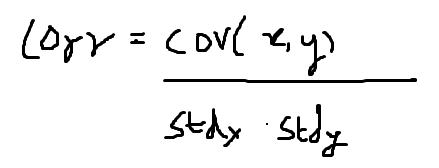 Corr = COV(x,y)
stdx · stdy